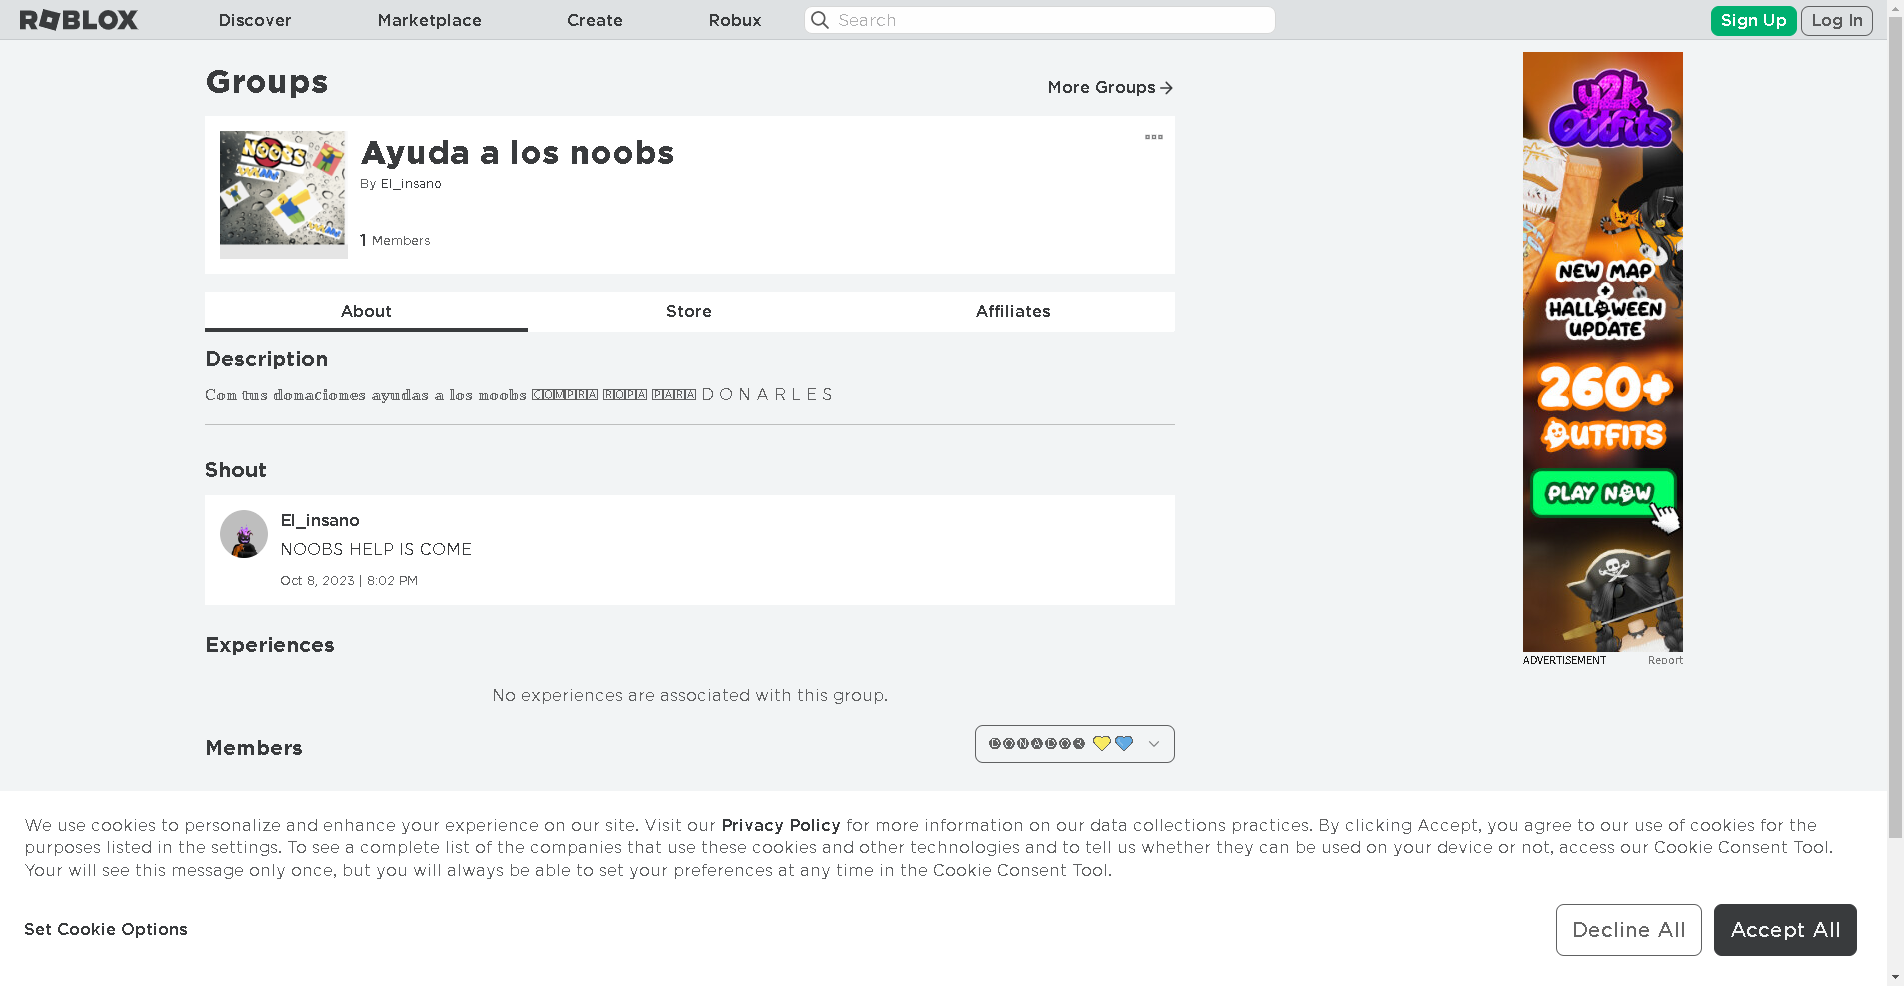 ROBLOX Discover Marketplace Create Robux Search Sign Up Log In
Groups
More Groups
NOOBS
Ayuda a los noobs
By El_insano
1 Members
About Store Affiliates
Description
ℂ𝕠𝕟 𝕥𝕦𝕤 𝕕𝕠𝕟𝕒𝕔𝕚𝕠𝕟𝕖𝕤 𝕒𝕪𝕦𝕕𝕒𝕤 𝕒 𝕝𝕠𝕤 𝕟𝕠𝕠𝕓𝕤 🄲🄾🄼🄿🅁🄰 🅁🄾🄿🄰 🄿🄰🅁🄰 D O N A R L E S
Shout
El_insano
NOOBS HELP IS COME
Oct 8, 2023 | 8:02 PM
Experiences
No experiences are associated with this group.
Members
🅓🅞🅝🅐🅓🅞🅡 💛💙
y2k
Outfits
NEW MAP
+
HALLOWEEN
UPDATE
260+
OUTFITS
PLAY NOW
ADVERTISEMENT Report
We use cookies to personalize and enhance your experience on our site. Visit our Privacy Policy for more information on our data collections practices. By clicking Accept, you agree to our use of cookies for the
purposes listed in the settings. To see a complete list of the companies that use these cookies and other technologies and to tell us whether they can be used on your device or not, access our Cookie Consent Tool.
Your will see this message only once, but you will always be able to set your preferences at any time in the Cookie Consent Tool.
Set Cookie Options
Decline All Accept All